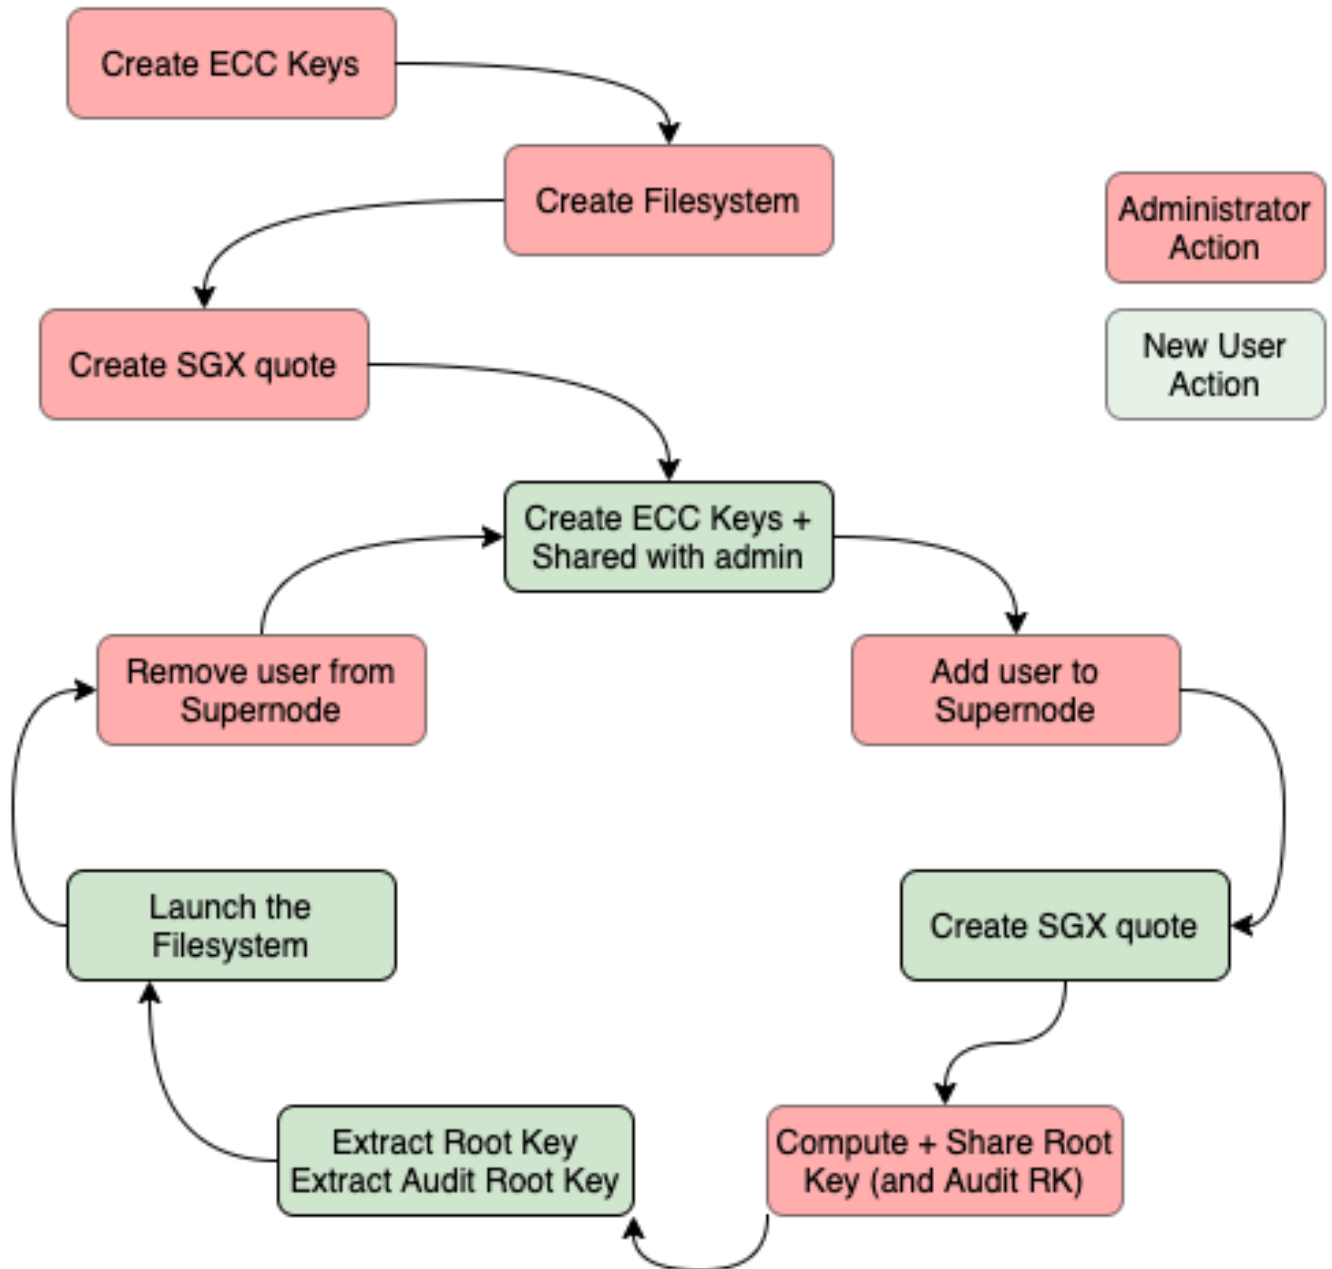 Create ECC Keys
Create Filesystem
Administrator
Action
Create SGX quote
New User
Action
Create ECC Keys +
Shared with admin
Remove user from
Supernode
Add user to
Supernode
Launch the
Filesystem
Create SGX quote
Extract Root Key
Extract Audit Root Key
Compute + Share Root
Key (and Audit RK)